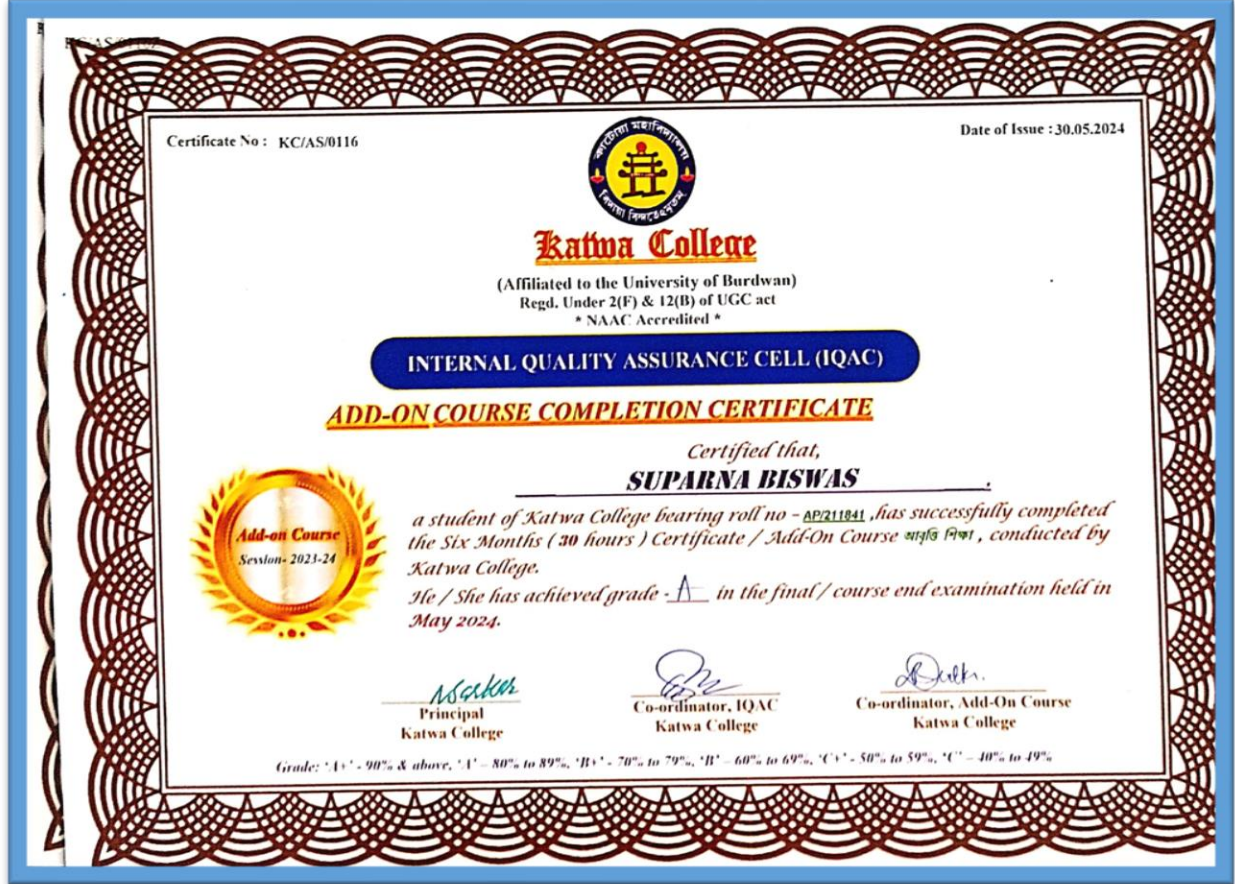 Certificate No : KC/AS/0116
Date of Issue :30.05.2024
কাটোয়া মহাবিদ্যালয়
Katwa College
(Affiliated to the University of Burdwan)
Regd. Under 2(F) & 12(B) of UGC act
* NAAC Accredited *
INTERNAL QUALITY ASSURANCE CELL (IQAC)
ADD-ON COURSE COMPLETION CERTIFICATE
Certified that,
SUPARNA BISWAS .
a student of Katwa College bearing roll no - AP/211841 ,has successfully completed
the Six Months ( 30 hours ) Certificate / Add-On Course আবৃত্তি শিক্ষা , conducted by
Katwa College.
He / She has achieved grade - A in the final / course end examination held in
May 2024.
Add-on Course
Session- 2023-24
NSarkar
Principal
Katwa College
Co-ordinator, IQAC
Katwa College
Co-ordinator, Add-On Course
Katwa College
Grade: 'A+' - 90% & above, 'A' – 80% to 89%, 'B+' - 70% to 79%, 'B' – 60% to 69%, 'C+' - 50% to 59%, 'C' – 40% to 49%